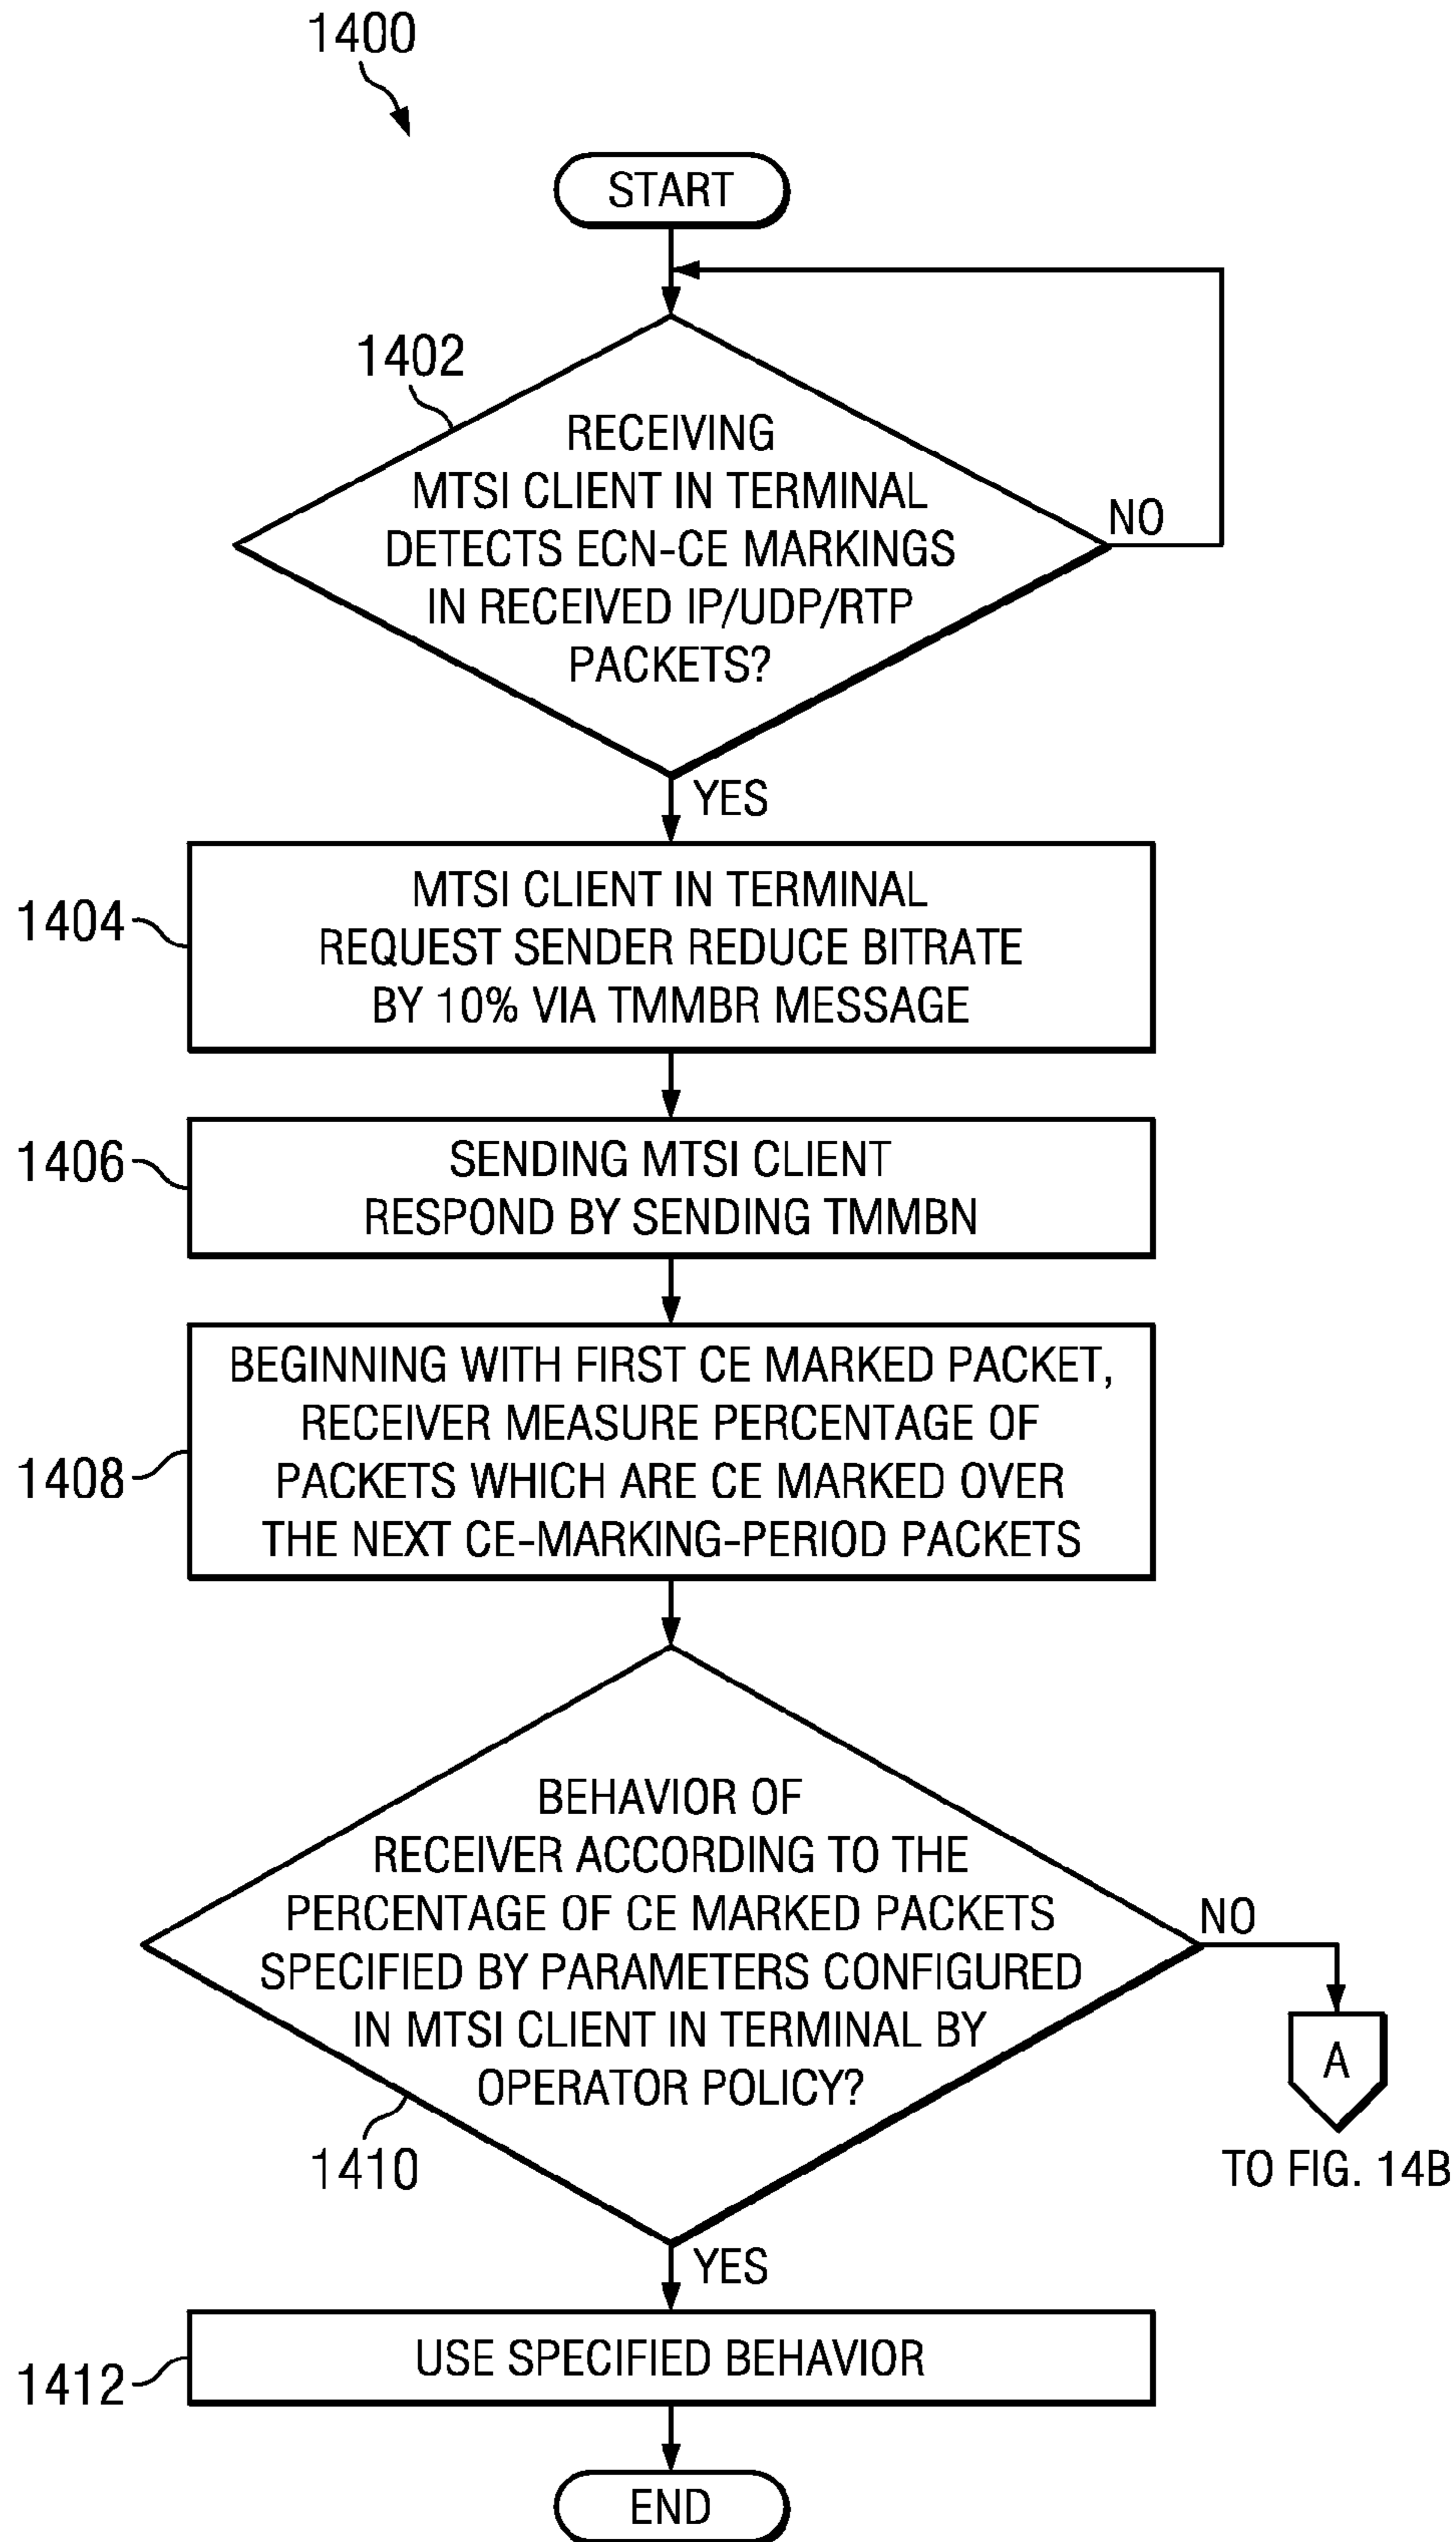 1400
START
1402
RECEIVING
MTSI CLIENT IN TERMINAL
DETECTS ECN-CE MARKINGS
IN RECEIVED IP/UDP/RTP
PACKETS?
NO
YES
1404
MTSI CLIENT IN TERMINAL
REQUEST SENDER REDUCE BITRATE
BY 10% VIA TMMBR MESSAGE
1406
SENDING MTSI CLIENT
RESPOND BY SENDING TMMBN
1408
BEGINNING WITH FIRST CE MARKED PACKET,
RECEIVER MEASURE PERCENTAGE OF
PACKETS WHICH ARE CE MARKED OVER
THE NEXT CE-MARKING-PERIOD PACKETS
BEHAVIOR OF
RECEIVER ACCORDING TO THE
PERCENTAGE OF CE MARKED PACKETS
SPECIFIED BY PARAMETERS CONFIGURED
IN MTSI CLIENT IN TERMINAL BY
OPERATOR POLICY?
NO
A
TO FIG. 14B
1410
YES
1412
USE SPECIFIED BEHAVIOR
END